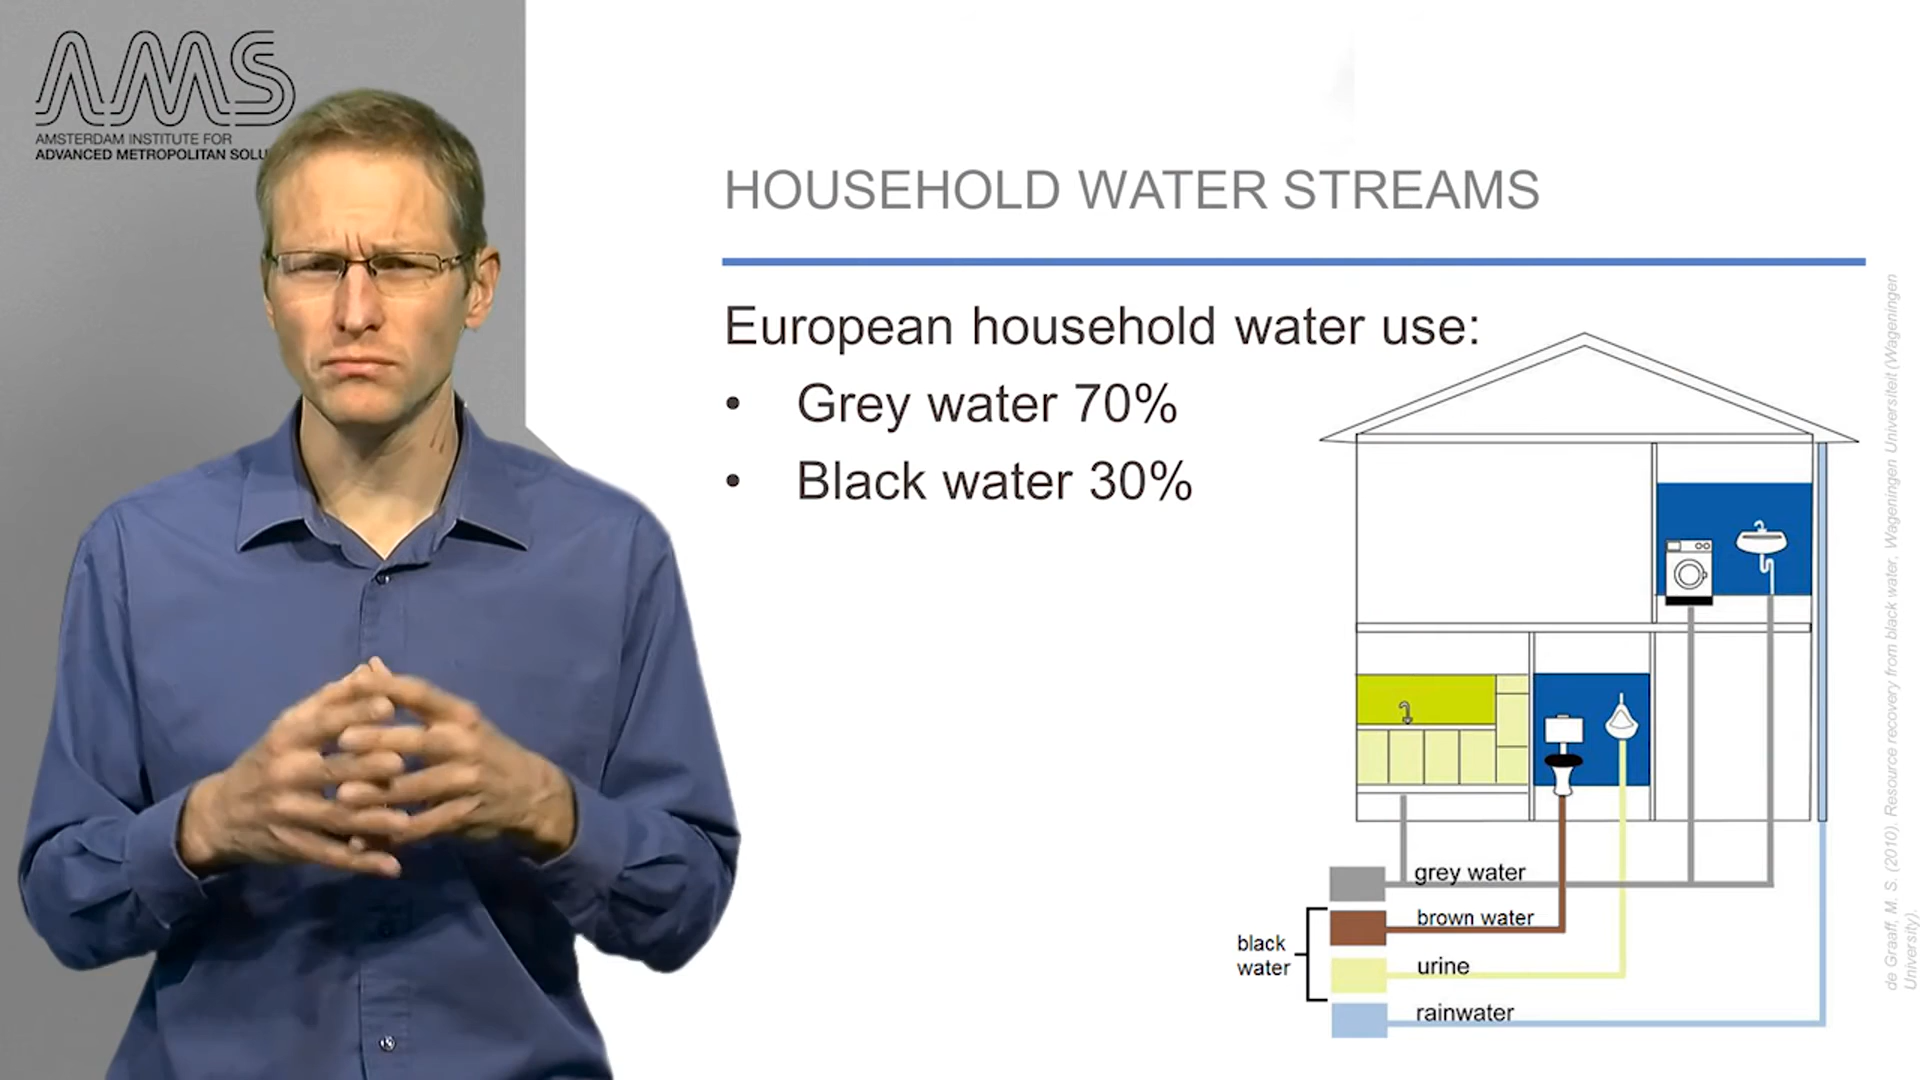 AMS
AMSTERDAM INSTITUTE FOR
ADVANCED METROPOLITAN SOLU
HOUSEHOLD WATER STREAMS
European household water use:
• Grey water 70%
• Black water 30%
grey water
brown water
black
water
urine
rainwater
de Graaff, M. S. (2010). Resource recovery from black water, Wageningen Universiteit (Wageningen
University).